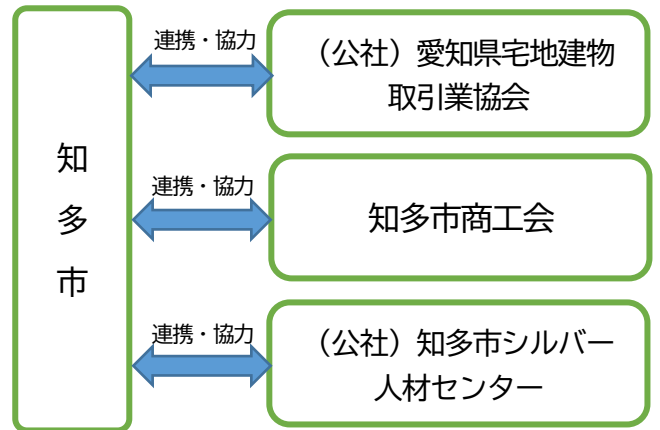 知多市
連携・協力
（公社）愛知県宅地建物
取引業協会
連携・協力
知多市商工会
連携・協力
（公社）知多市シルバー
人材センター